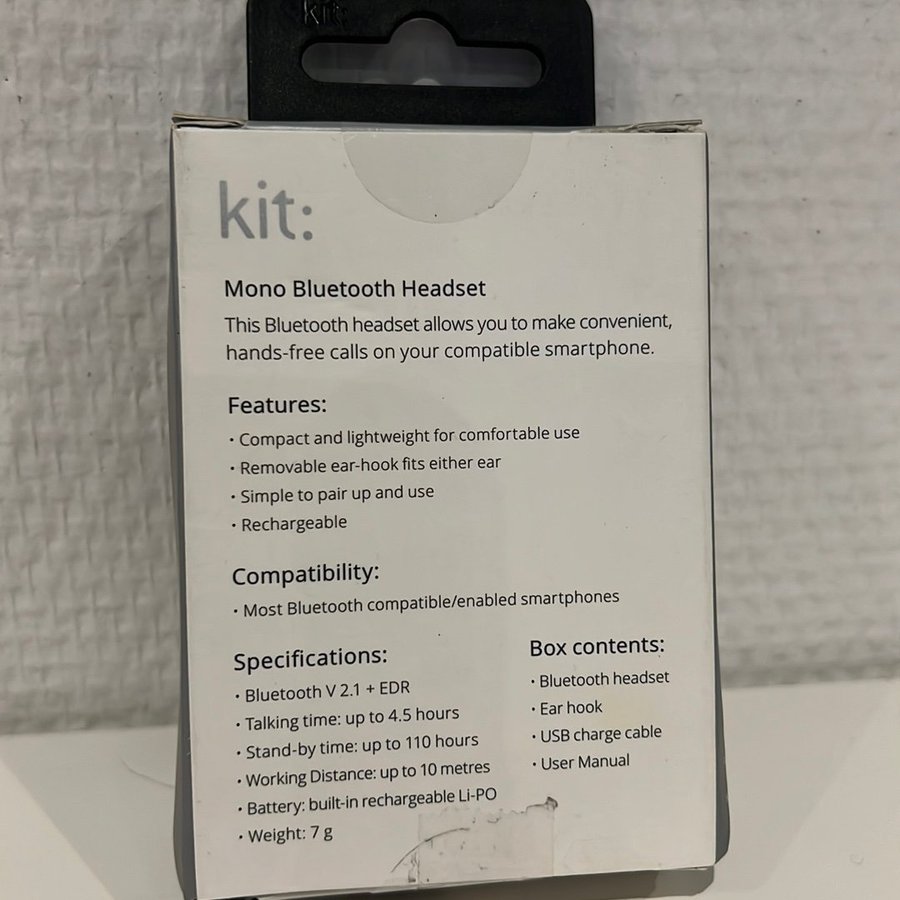 kit:
kit:
Mono Bluetooth Headset
This Bluetooth headset allows you to make convenient,
hands-free calls on your compatible smartphone.
Features:
• Compact and lightweight for comfortable use
• Removable ear-hook fits either ear
• Simple to pair up and use
• Rechargeable
Compatibility:
• Most Bluetooth compatible/enabled smartphones
Specifications:
• Bluetooth V 2.1 + EDR
• Talking time: up to 4.5 hours
• Stand-by time: up to 110 hours
• Working Distance: up to 10 metres
• Battery: built-in rechargeable Li-PO
• Weight: 7 g
Box contents:
• Bluetooth headset
• Ear hook
• USB charge cable
• User Manual